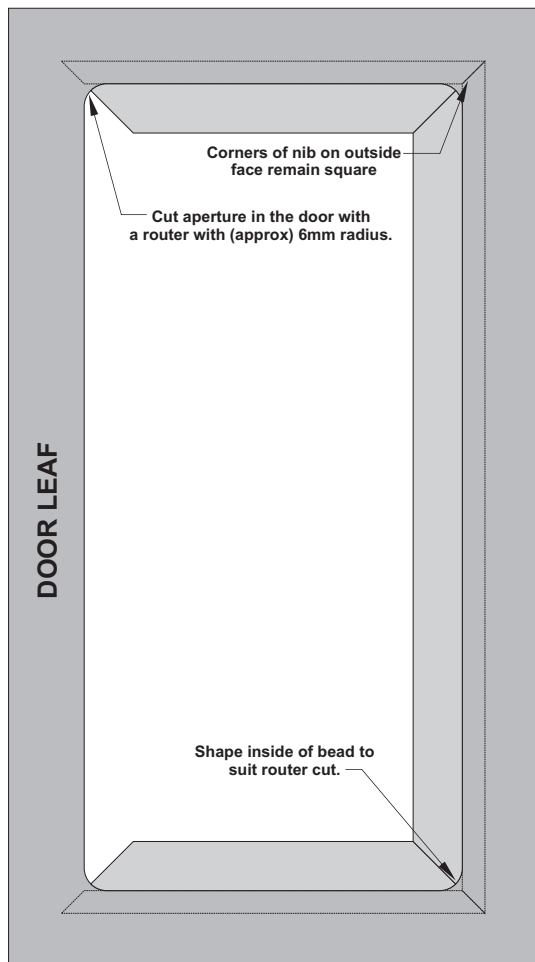 Corners of nib on outside
face remain square
Cut aperture in the door with
a router with (approx) 6mm radius.
DOOR LEAF
Shape inside of bead to
suit router cut.